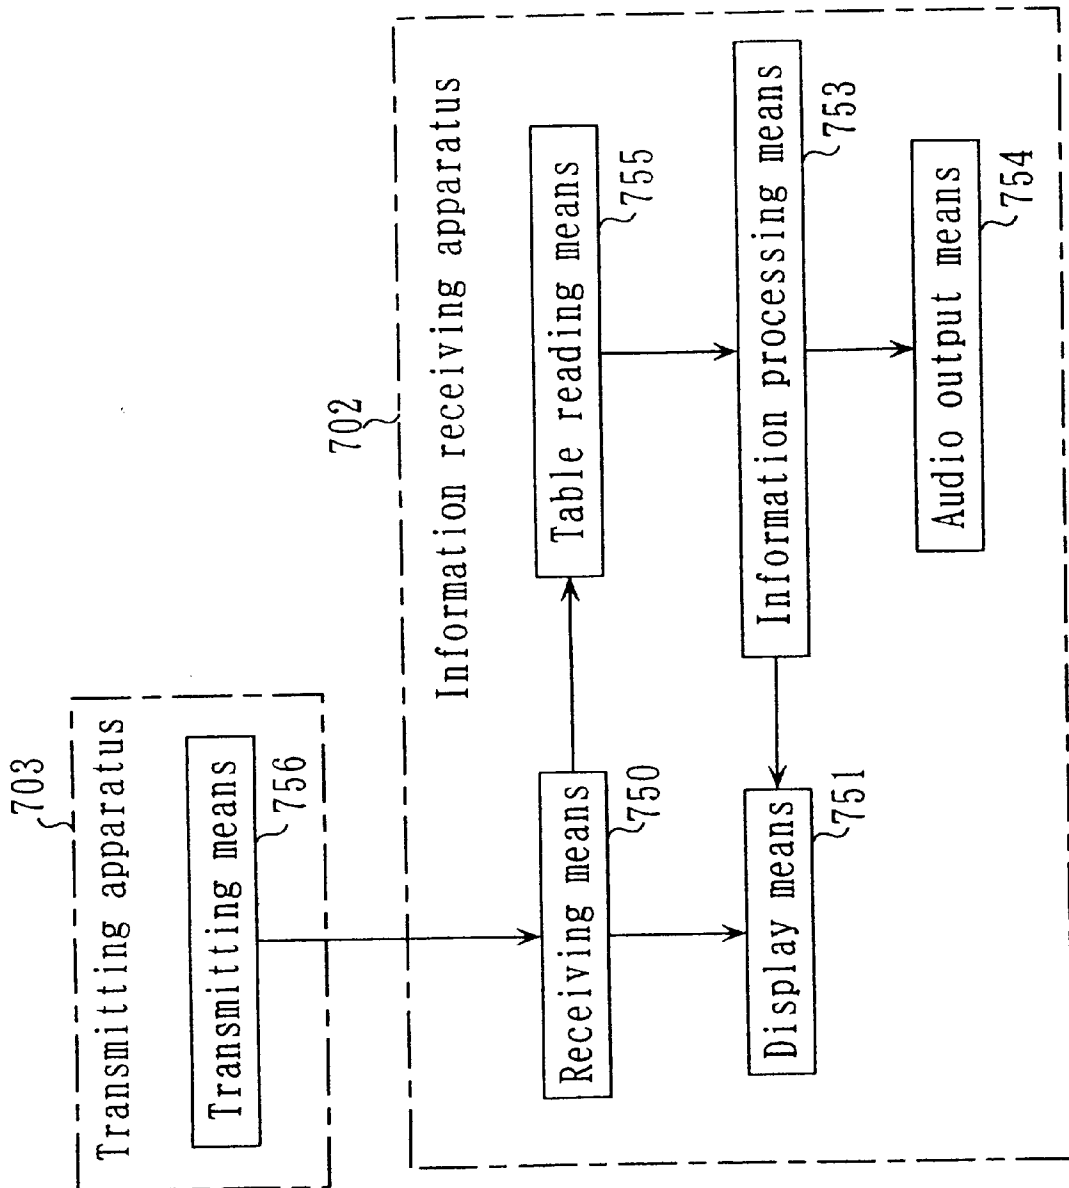 703
Transmitting apparatus
Transmitting means
756
702
Information receiving apparatus
Receiving means
750
Table reading means
755
Display means
751
Information processing means
753
Audio output means
754